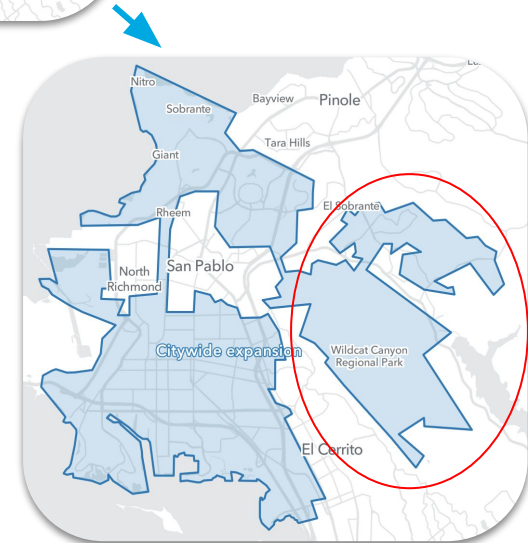 Nitro
Sobrante
Bayview
Pinole
Giant
Tara Hills
Rheem
El Sobrante
North
Richmond
San Pablo
Citywide expansion
Wildcat Canyon
Regional Park
El Cerrito